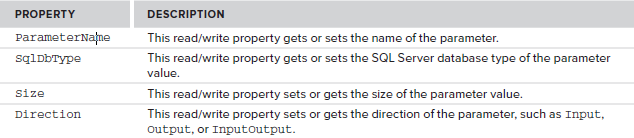 PROPERTY DESCRIPTION
ParameterName This read/write property gets or sets the name of the parameter.
SqlDbType This read/write property gets or sets the SQL Server database type of the parameter
value.
Size This read/write property sets or gets the size of the parameter value.
Direction This read/write property sets or gets the direction of the parameter, such as Input,
Output, or InputOutput.